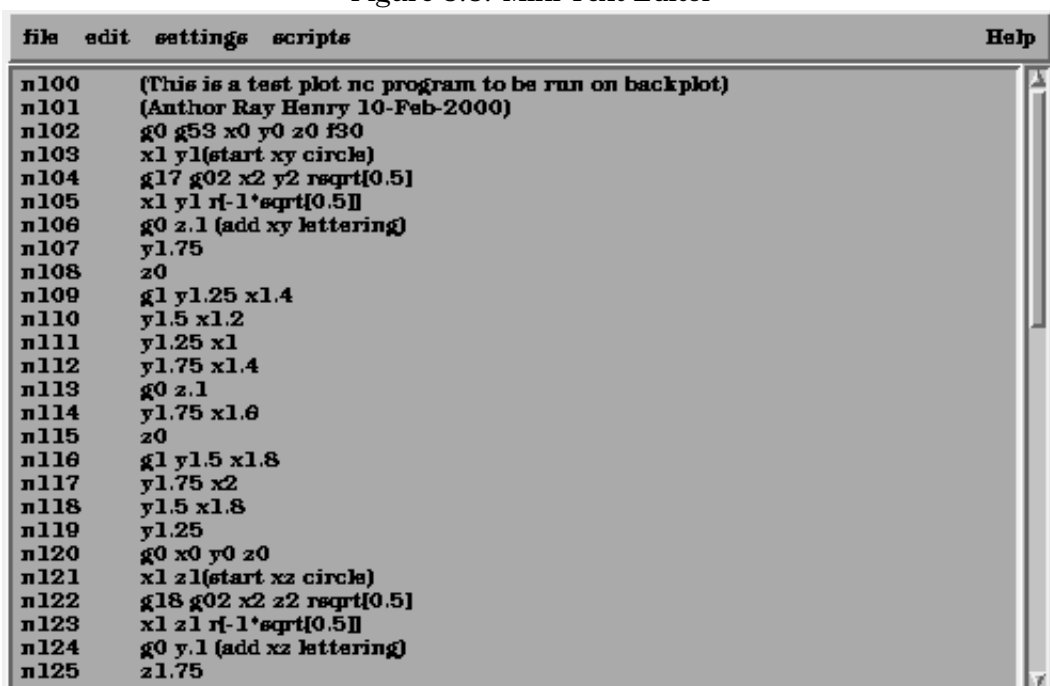 file edit settings scripts Help
n100 (This is a test plot nc program to be run on backplot)
n101 (Author Ray Henry 10-Feb-2000)
n102 g0 g53 x0 y0 z0 f30
n103 x1 y1(start xy circle)
n104 g17 g02 x2 y2 rsqrt[0.5]
n105 x1 y1 r[-1*sqrt[0.5]]
n106 g0 z.1 (add xy lettering)
n107 y1.75
n108 z0
n109 g1 y1.25 x1.4
n110 y1.5 x1.2
n111 y1.25 x1
n112 y1.75 x1.4
n113 g0 z.1
n114 y1.75 x1.6
n115 z0
n116 g1 y1.5 x1.8
n117 y1.75 x2
n118 y1.5 x1.8
n119 y1.25
n120 g0 x0 y0 z0
n121 x1 z1(start xz circle)
n122 g18 g02 x2 z2 rsqrt[0.5]
n123 x1 z1 r[-1*sqrt[0.5]]
n124 g0 y.1 (add xz lettering)
n125 z1.75